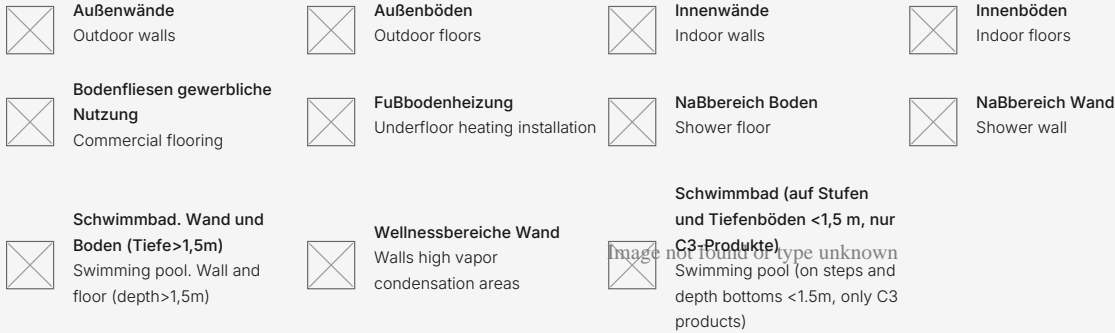 Außenwände
Outdoor walls
Außenböden
Outdoor floors
Innenwände
Indoor walls
Innenböden
Indoor floors
Bodenfliesen gewerbliche
Nutzung
Commercial flooring
FuBbodenheizung
Underfloor heating installation
NaBbereich Boden
Shower floor
NaBbereich Wand
Shower wall
Schwimmbad. Wand und
Boden (Tiefe>1,5m)
Swimming pool. Wall and
floor (depth>1,5m)
Wellnessbereiche Wand
Walls high vapor
condensation areas
Schwimmbad (auf Stufen
und Tiefenböden <1,5 m, nur
C3-Produkte)
Image not found or type unknown
Swimming pool (on steps and
depth bottoms <1.5m, only C3
products)